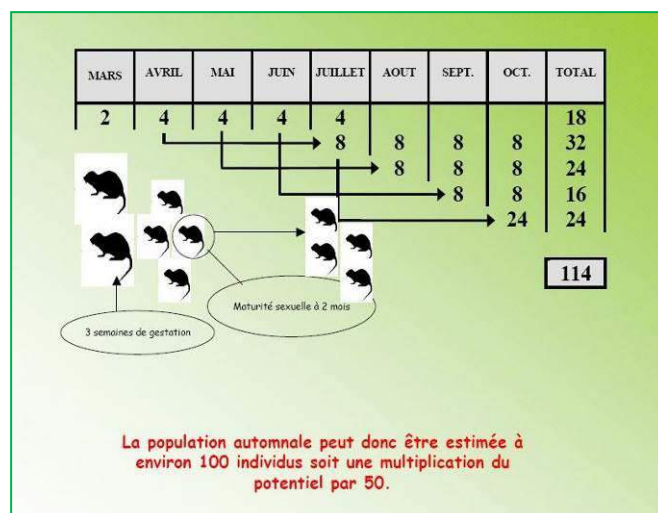 MARS AVRIL MAI JUIN JUILLET AOUT SEPT. OCT. TOTAL
2 4 4 4 4 18
8 8 8 8 32
8 8 8 24
8 8 16
24 24
114
Maturité sexuelle à 2 mois
3 semaines de gestation
La population automnale peut donc être estimée à
environ 100 individus soit une multiplication du
potentiel par 50.